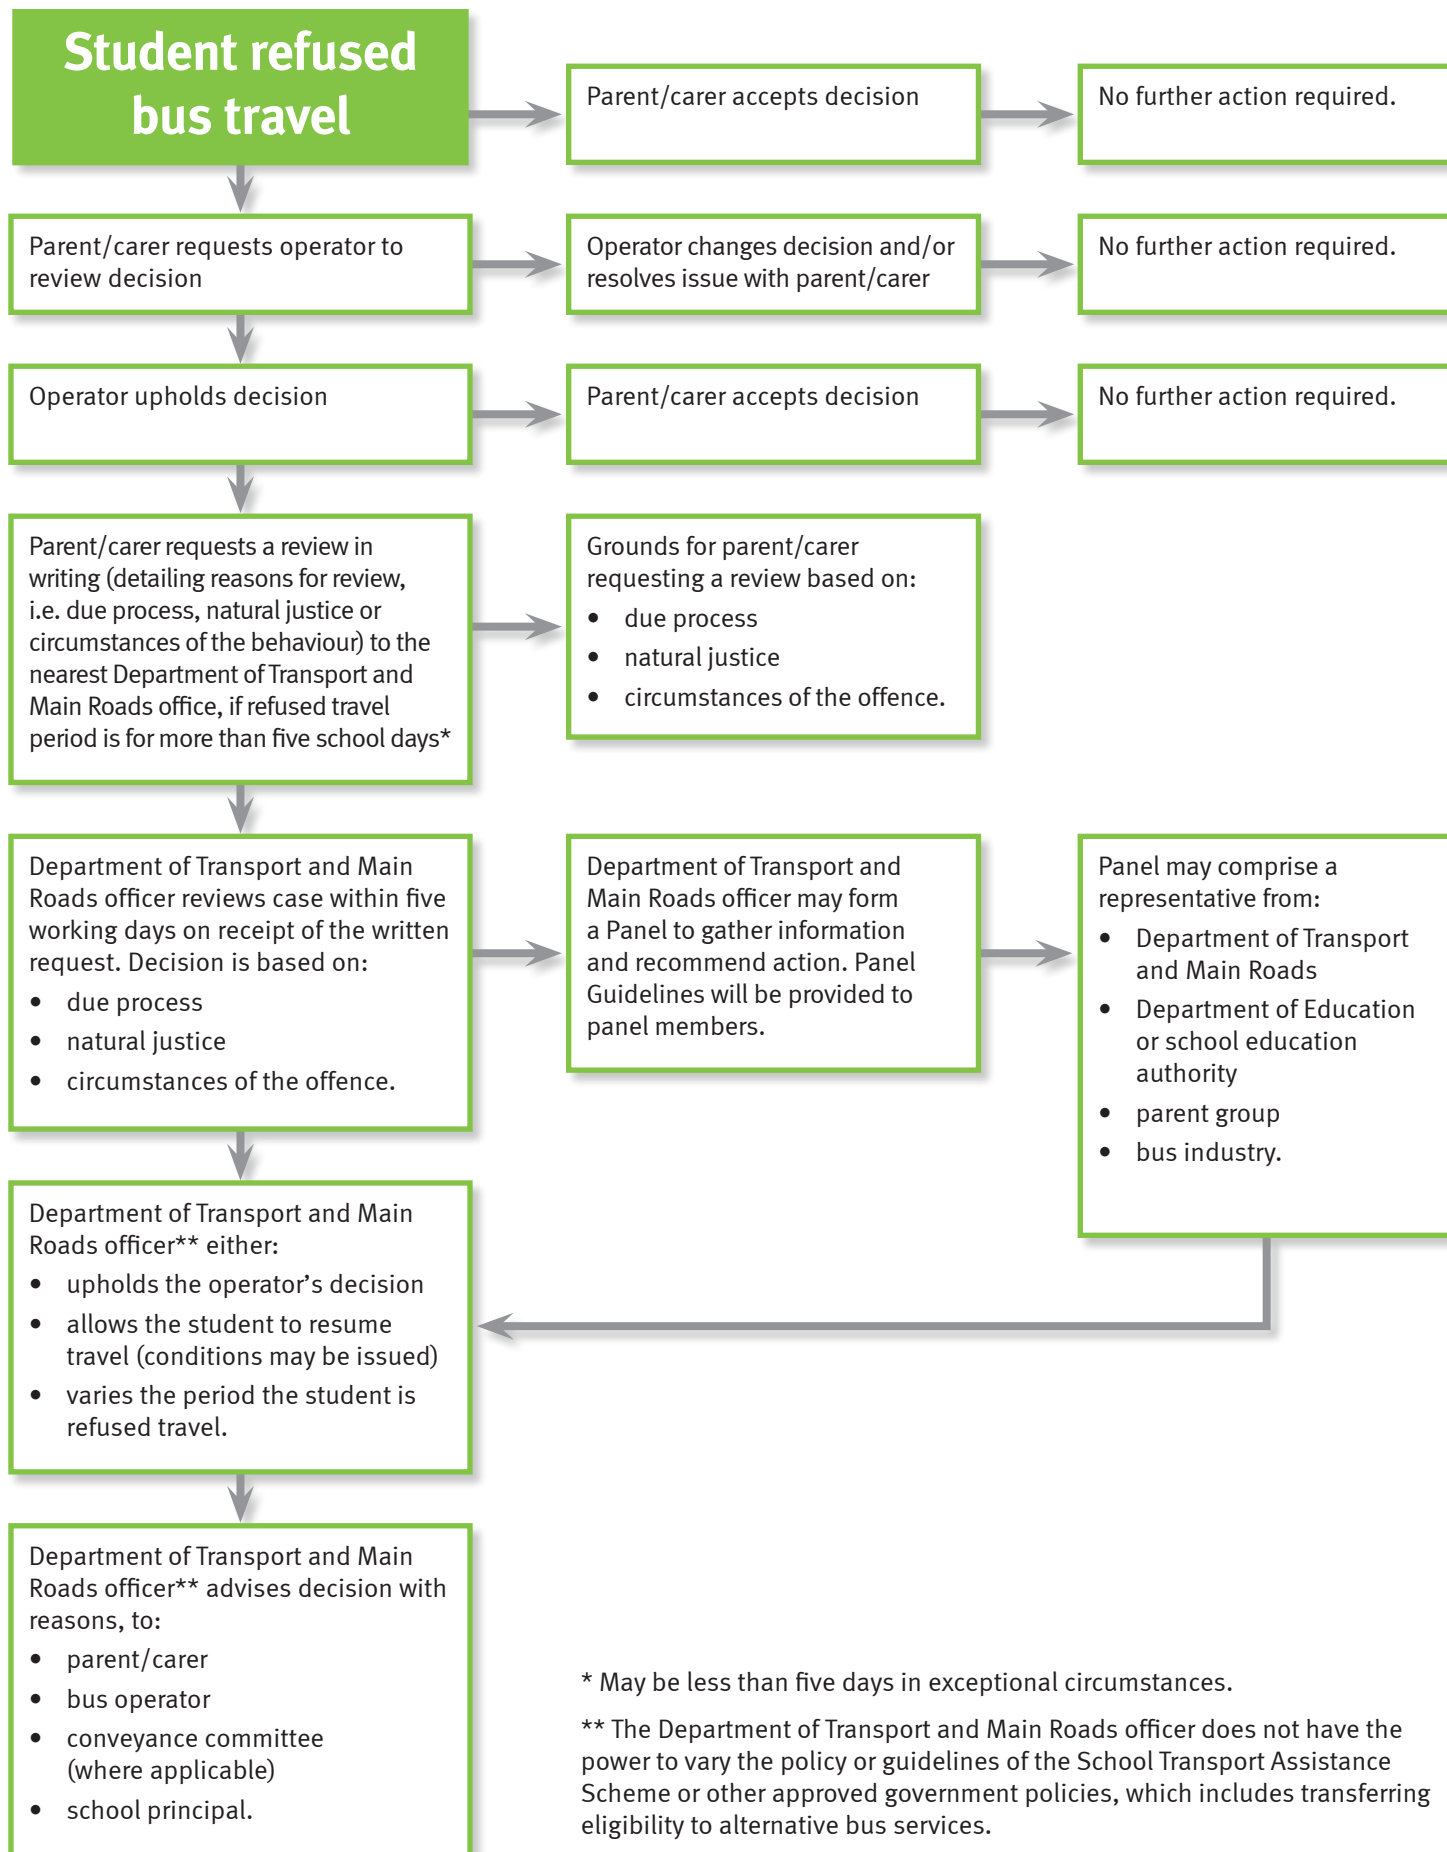 Student refused
bus travel
Parent/carer accepts decision
No further action required.
Parent/carer requests operator to
review decision
Operator changes decision and/or
resolves issue with parent/carer
No further action required.
Operator upholds decision
Parent/carer accepts decision
No further action required.
Parent/carer requests a review in
writing (detailing reasons for review,
i.e. due process, natural justice or
circumstances of the behaviour) to the
nearest Department of Transport and
Main Roads office, if refused travel
period is for more than five school days*
Grounds for parent/carer
requesting a review based on:
• due process
• natural justice
• circumstances of the offence.
Department of Transport and Main
Roads officer reviews case within five
working days on receipt of the written
request. Decision is based on:
• due process
• natural justice
• circumstances of the offence.
Department of Transport and
Main Roads officer may form
a Panel to gather information
and recommend action. Panel
Guidelines will be provided to
panel members.
Panel may comprise a
representative from:
• Department of Transport
and Main Roads
• Department of Education
or school education
authority
• parent group
• bus industry.
Department of Transport and Main
Roads officer** either:
• upholds the operator’s decision
• allows the student to resume
travel (conditions may be issued)
• varies the period the student is
refused travel.
Department of Transport and Main
Roads officer** advises decision with
reasons, to:
• parent/carer
• bus operator
• conveyance committee
(where applicable)
• school principal.
* May be less than five days in exceptional circumstances.
** The Department of Transport and Main Roads officer does not have the
power to vary the policy or guidelines of the School Transport Assistance
Scheme or other approved government policies, which includes transferring
eligibility to alternative bus services.